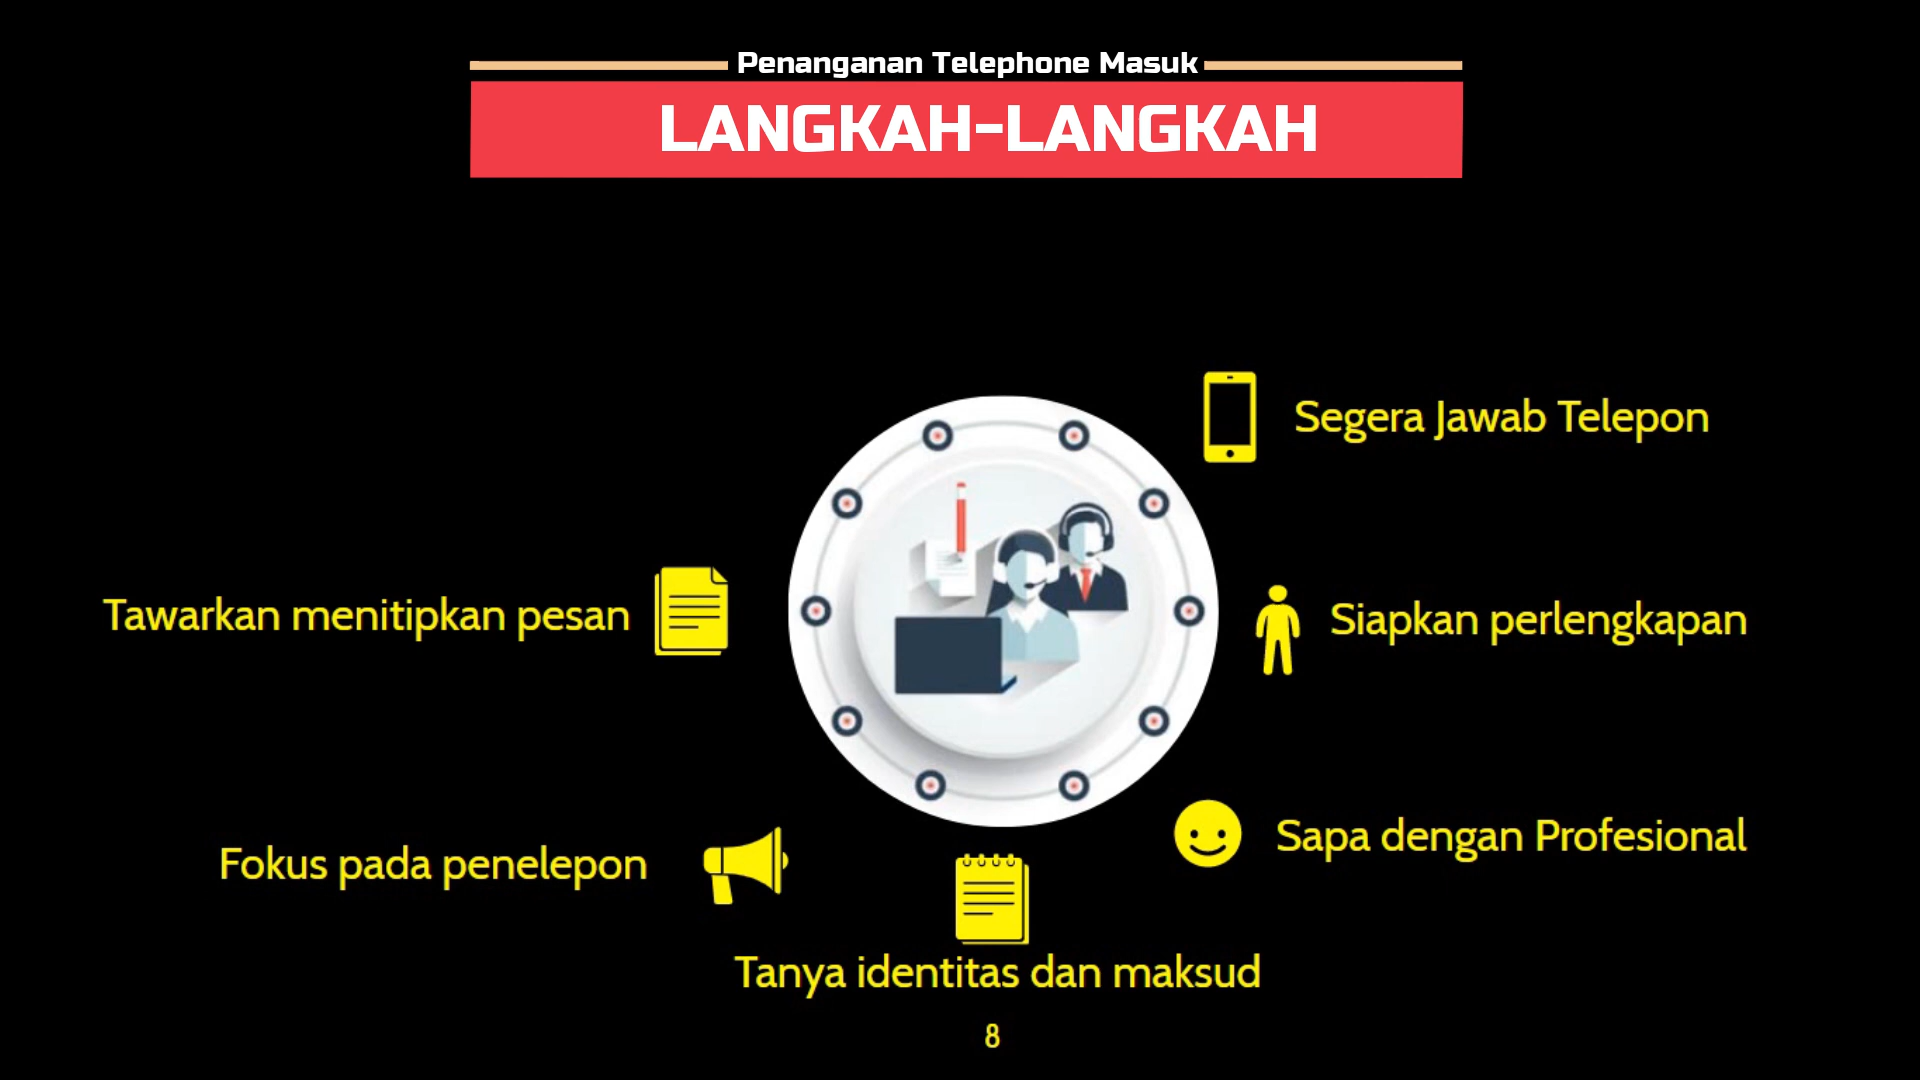 Penanganan Telephone Masuk
LANGKAH-LANGKAH
Segera Jawab Telepon
Siapkan perlengkapan
Sapa dengan Profesional
Tanya identitas dan maksud
Fokus pada penelepon
Tawarkan menitipkan pesan
8